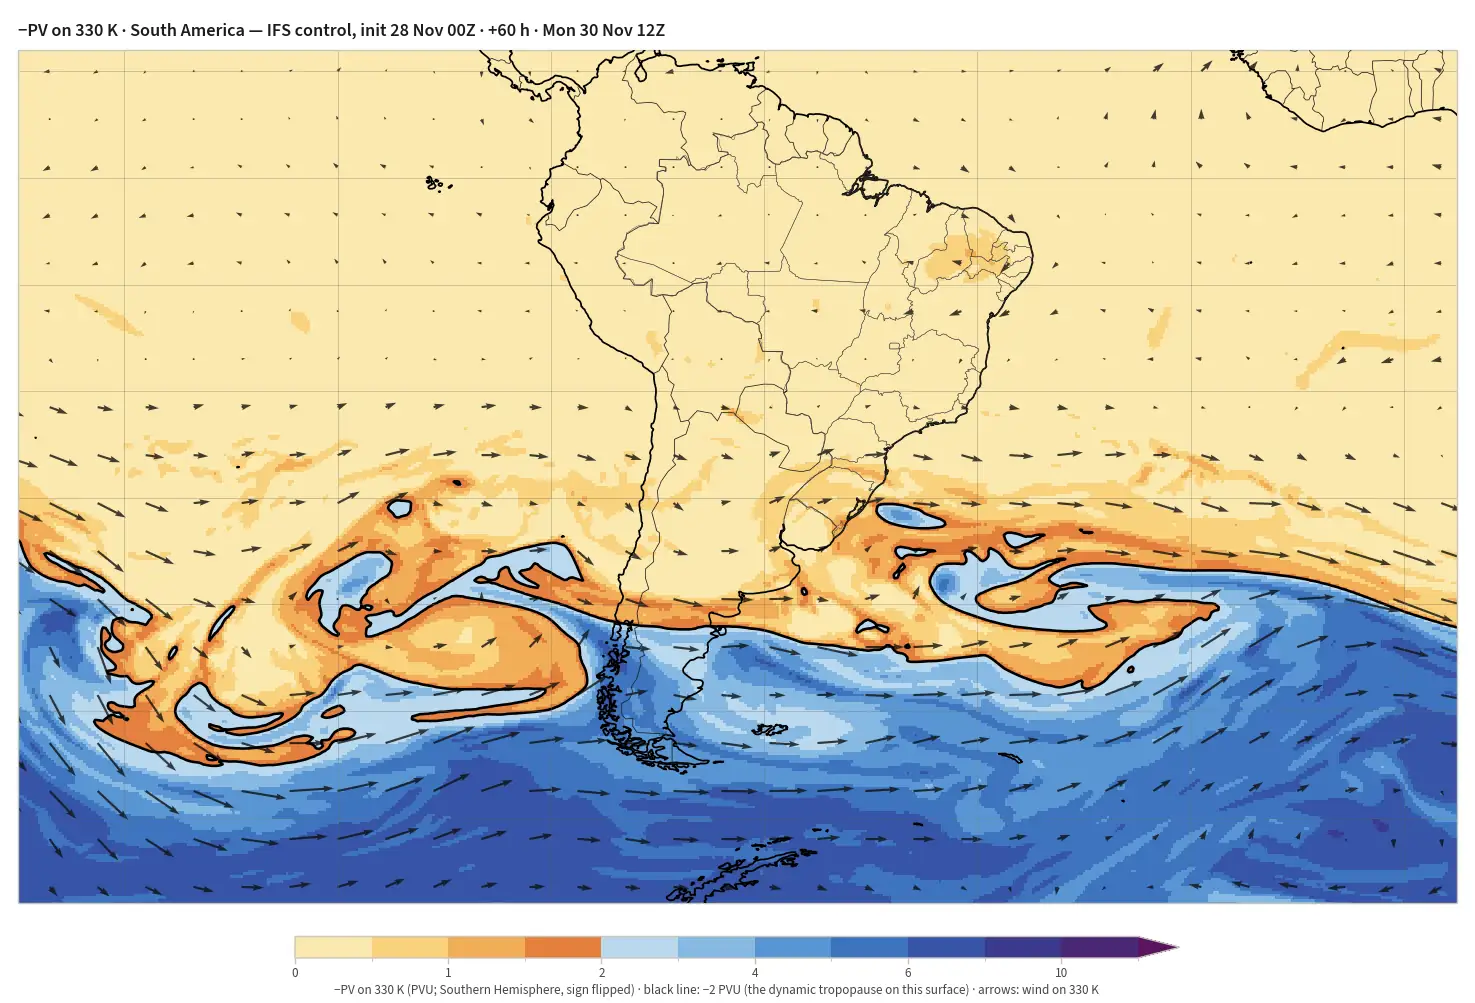 −PV on 330 K · South America — IFS control, init 28 Nov 00Z · +60 h · Mon 30 Nov 12Z
0 1 2 4 6 10
−PV on 330 K (PVU; Southern Hemisphere, sign flipped) · black line: −2 PVU (the dynamic tropopause on this surface) · arrows: wind on 330 K